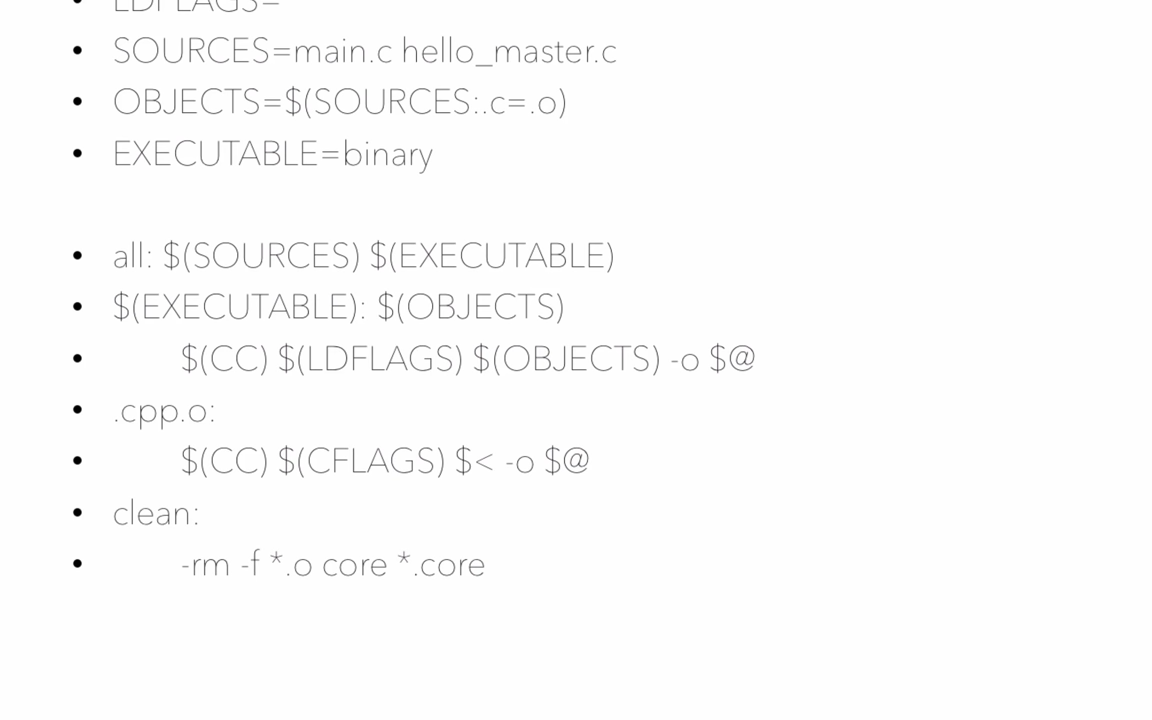 • LDFLAGS=
• SOURCES=main.c hello_master.c
• OBJECTS=$(SOURCES:.c=.o)
• EXECUTABLE=binary
• all: $(SOURCES) $(EXECUTABLE)
• $(EXECUTABLE): $(OBJECTS)
• $(CC) $(LDFLAGS) $(OBJECTS) -o $@
• .cpp.o:
• $(CC) $(CFLAGS) $< -o $@
• clean:
• -rm -f *.o core *.core